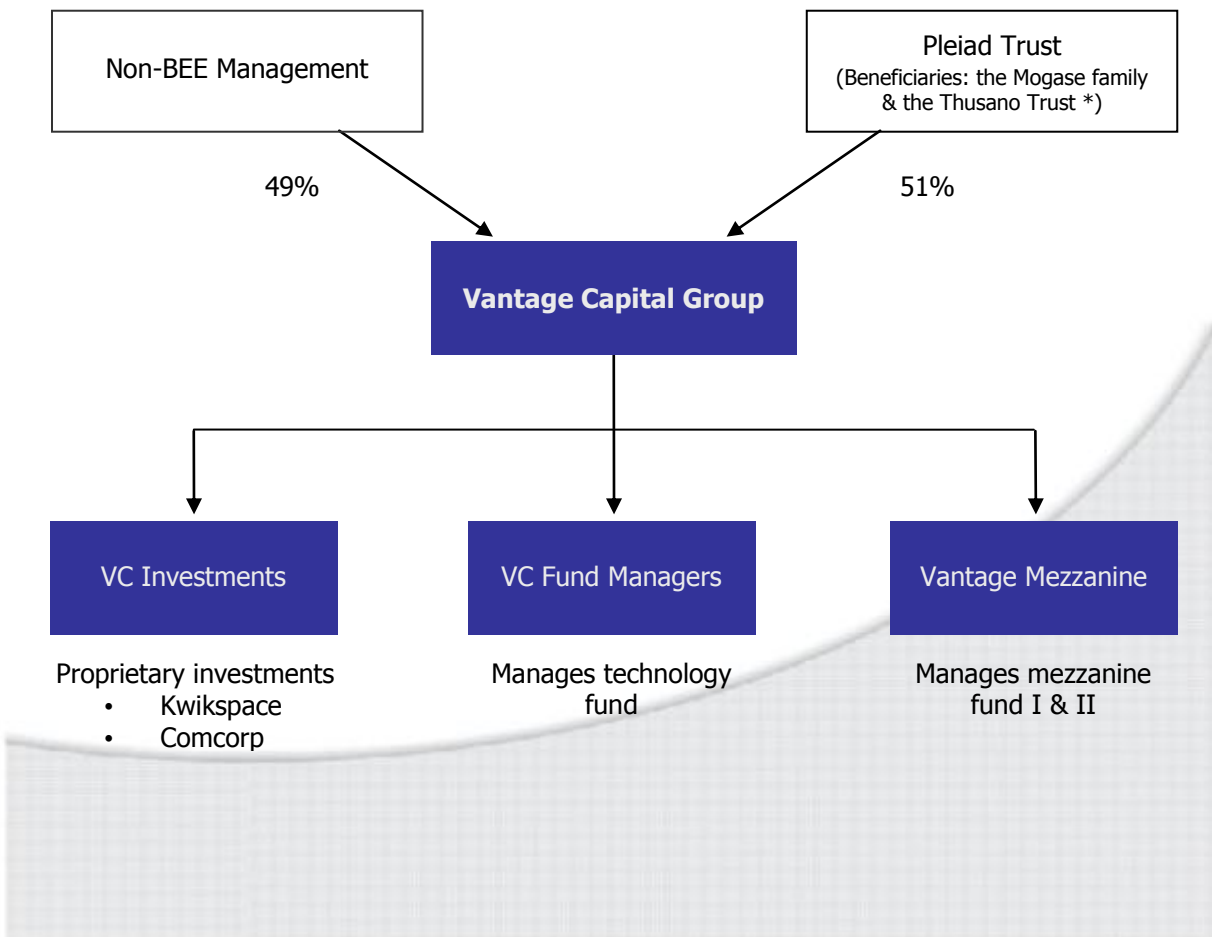 Non-BEE Management
Pleiad Trust
(Beneficiaries: the Mogase family
& the Thusano Trust *)
49%
51%
Vantage Capital Group
VC Investments
VC Fund Managers
Vantage Mezzanine
Proprietary investments
• Kwikspace
• Comcorp
Manages technology
fund
Manages mezzanine
fund I & II